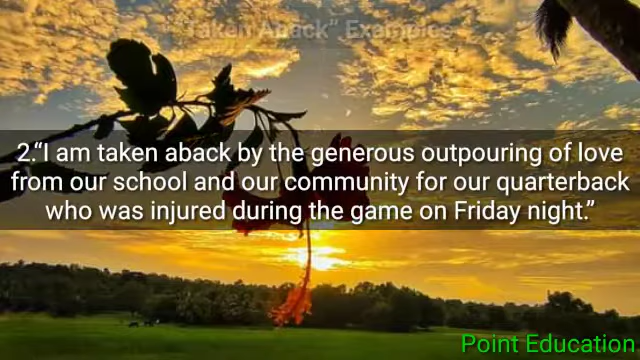 "Taken Aback" Examples
2."I am taken aback by the generous outpouring of love
from our school and our community for our quarterback
who was injured during the game on Friday night."
Point Education